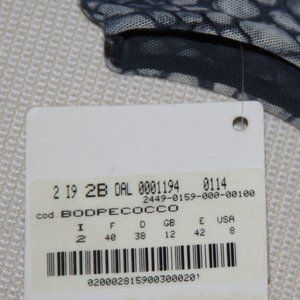 2 I9 2B DAL 0001194 0114
2449-0159-000-00100
cod. BODPECOCCO
I F D GB E USA
2 40 38 12 42 8
0200028159003000201